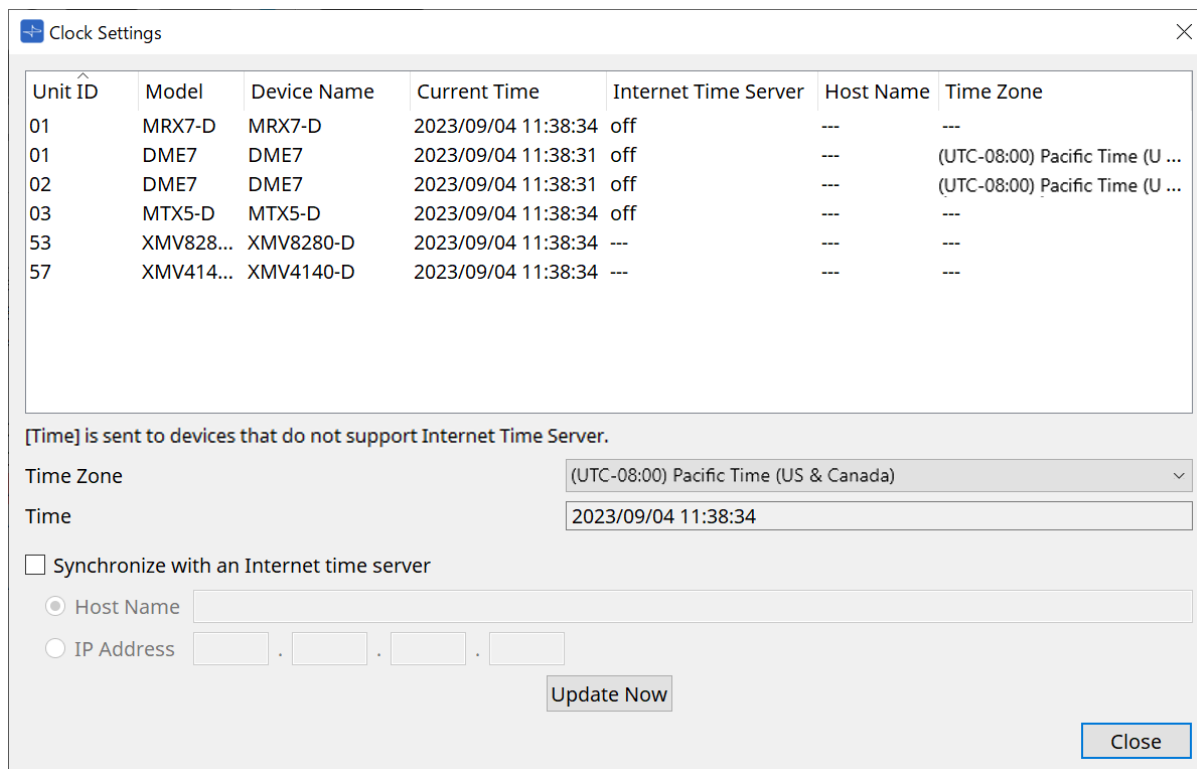 Clock Settings
Unit ID Model Device Name Current Time Internet Time Server Host Name Time Zone
01 MRX7-D MRX7-D 2023/09/04 11:38:34 off --- ---
01 DME7 DME7 2023/09/04 11:38:31 off --- (UTC-08:00) Pacific Time (U ...
02 DME7 DME7 2023/09/04 11:38:31 off --- (UTC-08:00) Pacific Time (U ...
03 MTX5-D MTX5-D 2023/09/04 11:38:34 off --- ---
53 XMV828... XMV8280-D 2023/09/04 11:38:34 --- --- ---
57 XMV414... XMV4140-D 2023/09/04 11:38:34 --- --- ---
[Time] is sent to devices that do not support Internet Time Server.
Time Zone (UTC-08:00) Pacific Time (US & Canada)
Time 2023/09/04 11:38:34
Synchronize with an Internet time server
Host Name
IP Address . . .
Update Now
Close